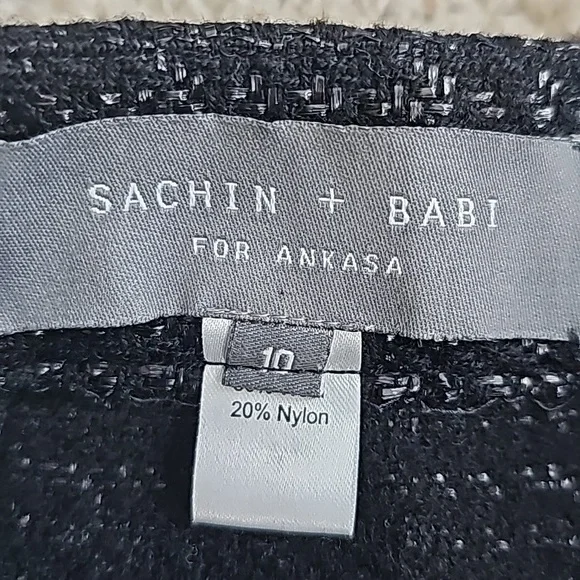 SACHIN + BABI
FOR ANKASA
10
20% Nylon